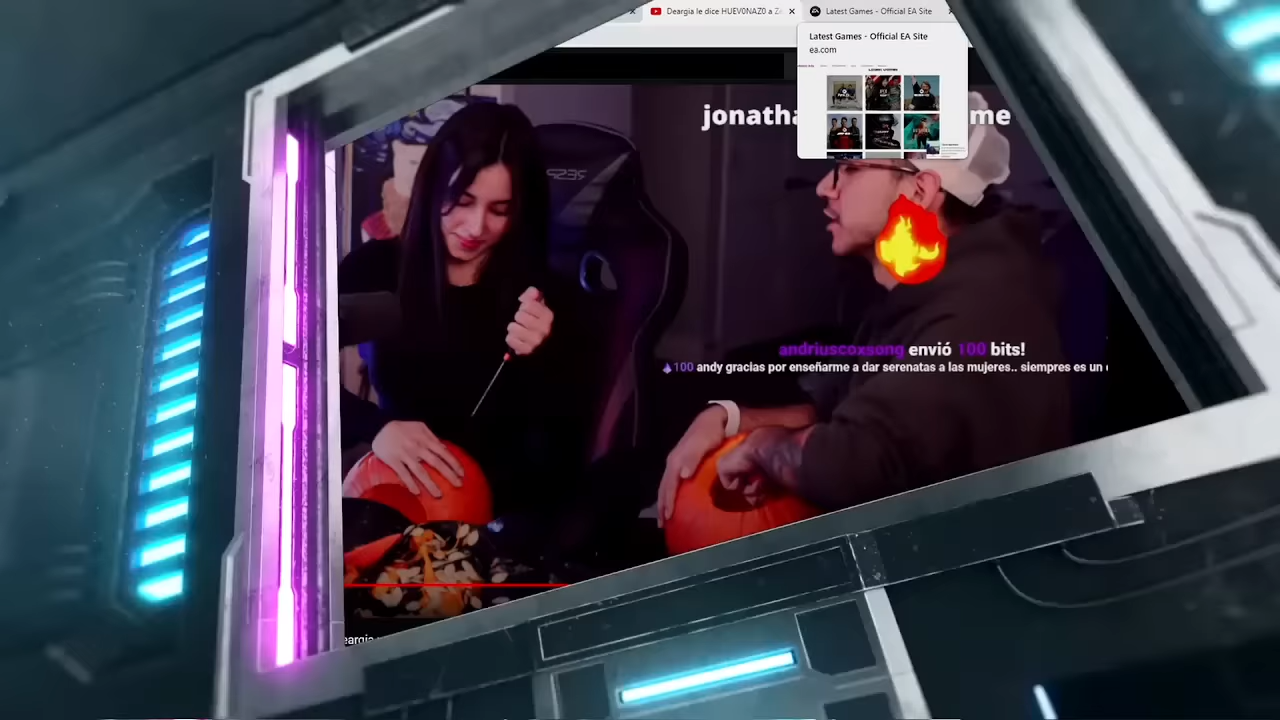 Deargia le dice HUEV0NAZ0 a Z
Latest Games - Official EA Site
Latest Games - Official EA Site
ea.com
jonatha
me
andriuscoxsong envió 100 bits!
100 andy gracias por enseñarme a dar serenatas a las mujeres.. siempres es un
eargia